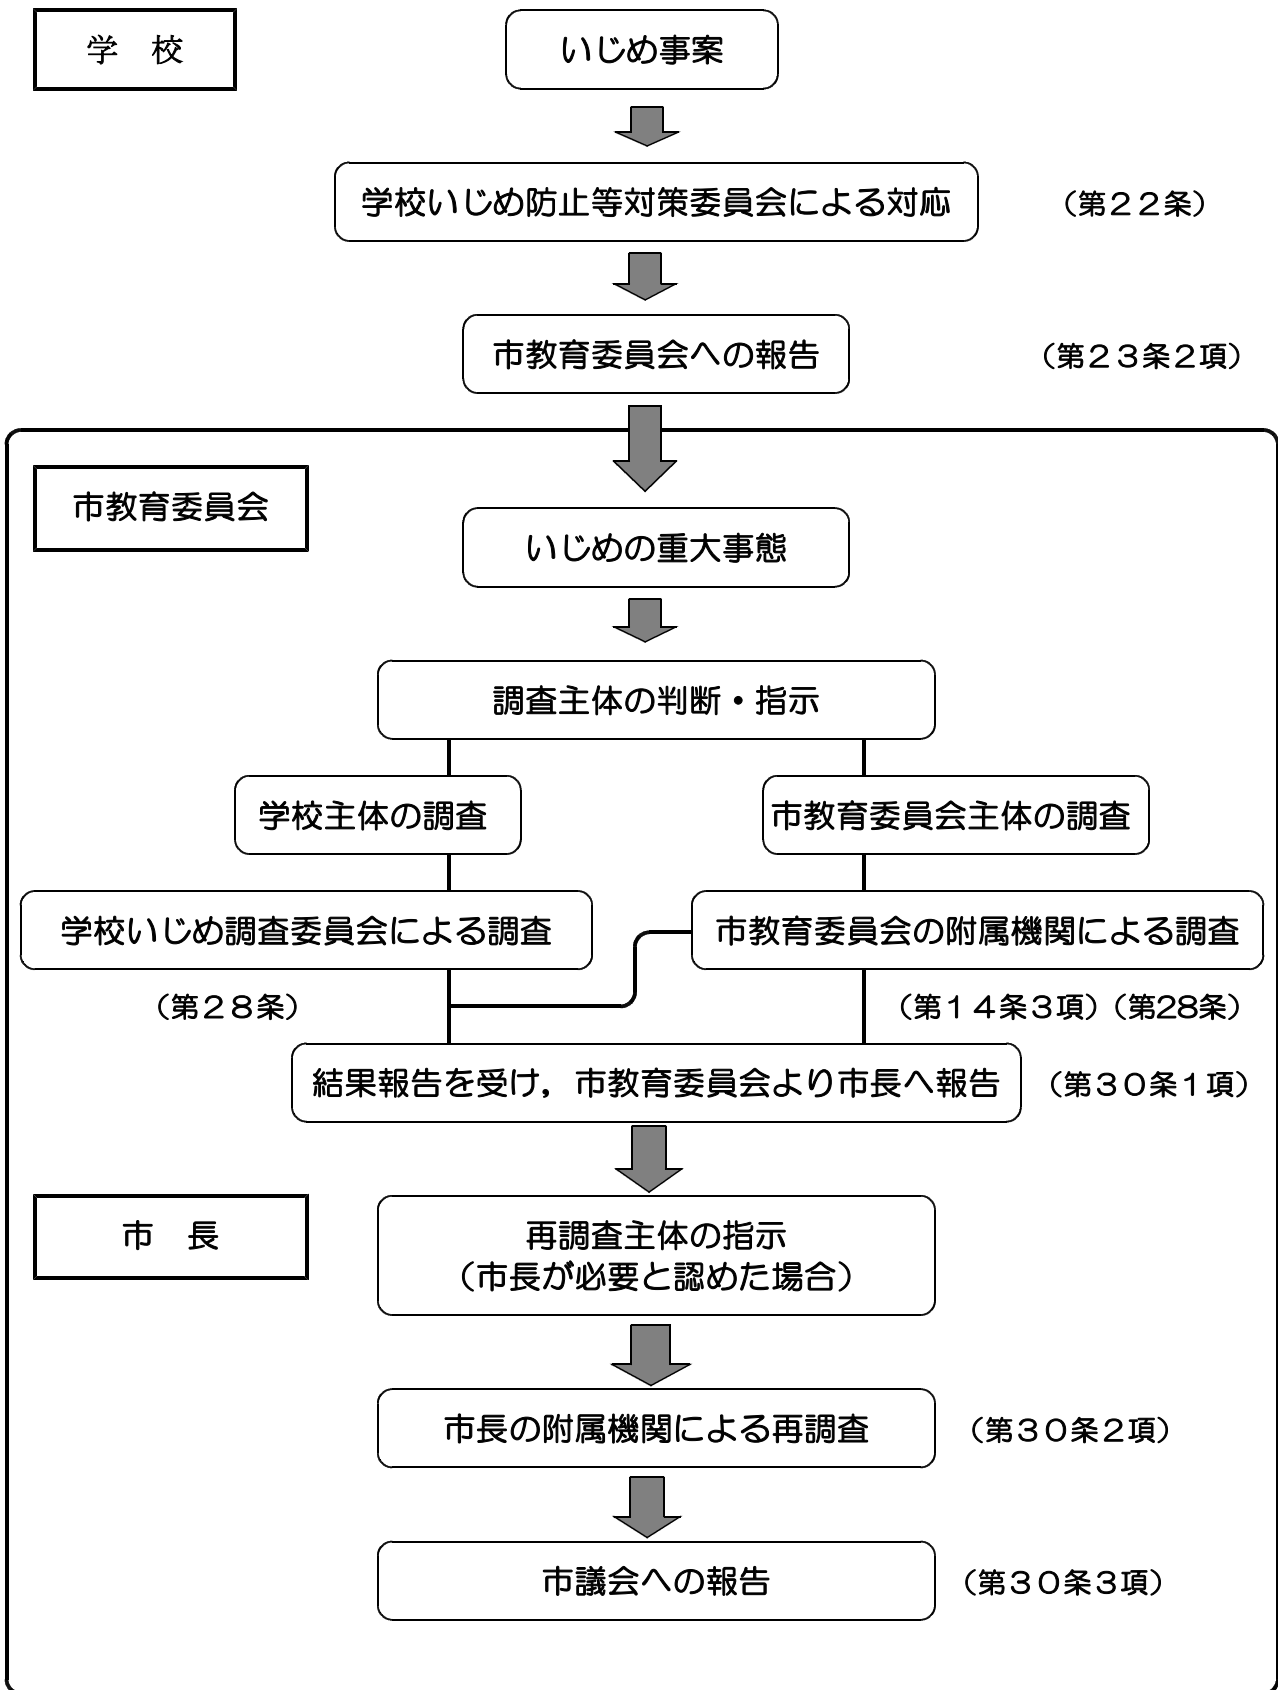 学　校
いじめ事案
学校いじめ防止等対策委員会による対応
（第２２条）
市教育委員会への報告
（第２３条２項）
市教育委員会
いじめの重大事態
調査主体の判断・指示
学校主体の調査
市教育委員会主体の調査
学校いじめ調査委員会による調査
市教育委員会の附属機関による調査
（第２８条）
（第１４条３項）（第28条）
結果報告を受け，市教育委員会より市長へ報告
（第３０条１項）
市　長
再調査主体の指示
（市長が必要と認めた場合）
市長の附属機関による再調査
（第３０条２項）
市議会への報告
（第３０条３項）